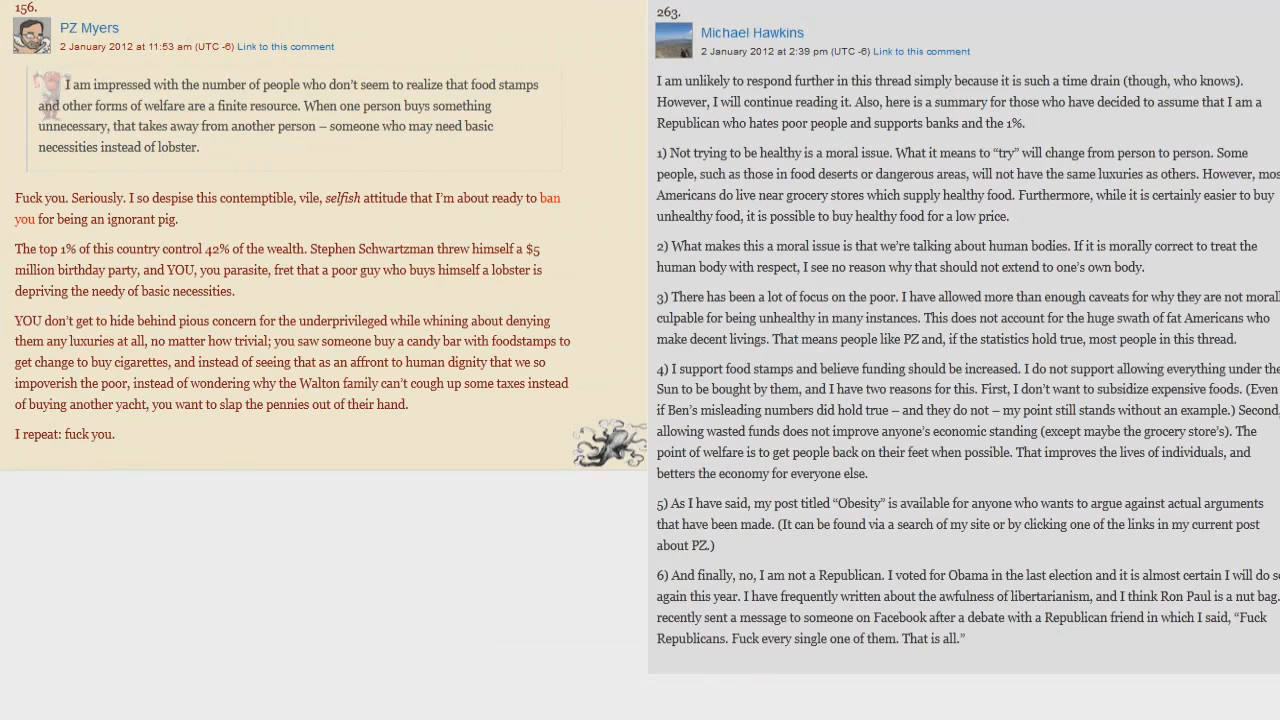 156.
PZ Myers
2 January 2012 at 11:53 am (UTC -6) Link to this comment
I am impressed with the number of people who don’t seem to realize that food stamps
and other forms of welfare are a finite resource. When one person buys something
unnecessary, that takes away from another person – someone who may need basic
necessities instead of lobster.
Fuck you. Seriously. I so despise this contemptible, vile, selfish attitude that I’m about ready to ban
you for being an ignorant pig.
The top 1% of this country control 42% of the wealth. Stephen Schwartzman threw himself a $5
million birthday party, and YOU, you parasite, fret that a poor guy who buys himself a lobster is
depriving the needy of basic necessities.
YOU don’t get to hide behind pious concern for the underprivileged while whining about denying
them any luxuries at all, no matter how trivial; you saw someone buy a candy bar with foodstamps to
get change to buy cigarettes, and instead of seeing that as an affront to human dignity that we so
impoverish the poor, instead of wondering why the Walton family can’t cough up some taxes instead
of buying another yacht, you want to slap the pennies out of their hand.
I repeat: fuck you.
263.
Michael Hawkins
2 January 2012 at 2:39 pm (UTC -6) Link to this comment
I am unlikely to respond further in this thread simply because it is such a time drain (though, who knows).
However, I will continue reading it. Also, here is a summary for those who have decided to assume that I am a
Republican who hates poor people and supports banks and the 1%.
1) Not trying to be healthy is a moral issue. What it means to “try” will change from person to person. Some
people, such as those in food deserts or dangerous areas, will not have the same luxuries as others. However, mos
Americans do live near grocery stores which supply healthy food. Furthermore, while it is certainly easier to buy
unhealthy food, it is possible to buy healthy food for a low price.
2) What makes this a moral issue is that we’re talking about human bodies. If it is morally correct to treat the
human body with respect, I see no reason why that should not extend to one’s own body.
3) There has been a lot of focus on the poor. I have allowed more than enough caveats for why they are not morall
culpable for being unhealthy in many instances. This does not account for the huge swath of fat Americans who
make decent livings. That means people like PZ and, if the statistics hold true, most people in this thread.
4) I support food stamps and believe funding should be increased. I do not support allowing everything under the
Sun to be bought by them, and I have two reasons for this. First, I don’t want to subsidize expensive foods. (Even
if Ben’s misleading numbers did hold true – and they do not – my point still stands without an example.) Second,
allowing wasted funds does not improve anyone’s economic standing (except maybe the grocery store’s). The
point of welfare is to get people back on their feet when possible. That improves the lives of individuals, and
betters the economy for everyone else.
5) As I have said, my post titled “Obesity” is available for anyone who wants to argue against actual arguments
that have been made. (It can be found via a search of my site or by clicking one of the links in my current post
about PZ.)
6) And finally, no, I am not a Republican. I voted for Obama in the last election and it is almost certain I will do s
again this year. I have frequently written about the awfulness of libertarianism, and I think Ron Paul is a nut bag.
recently sent a message to someone on Facebook after a debate with a Republican friend in which I said, “Fuck
Republicans. Fuck every single one of them. That is all.”